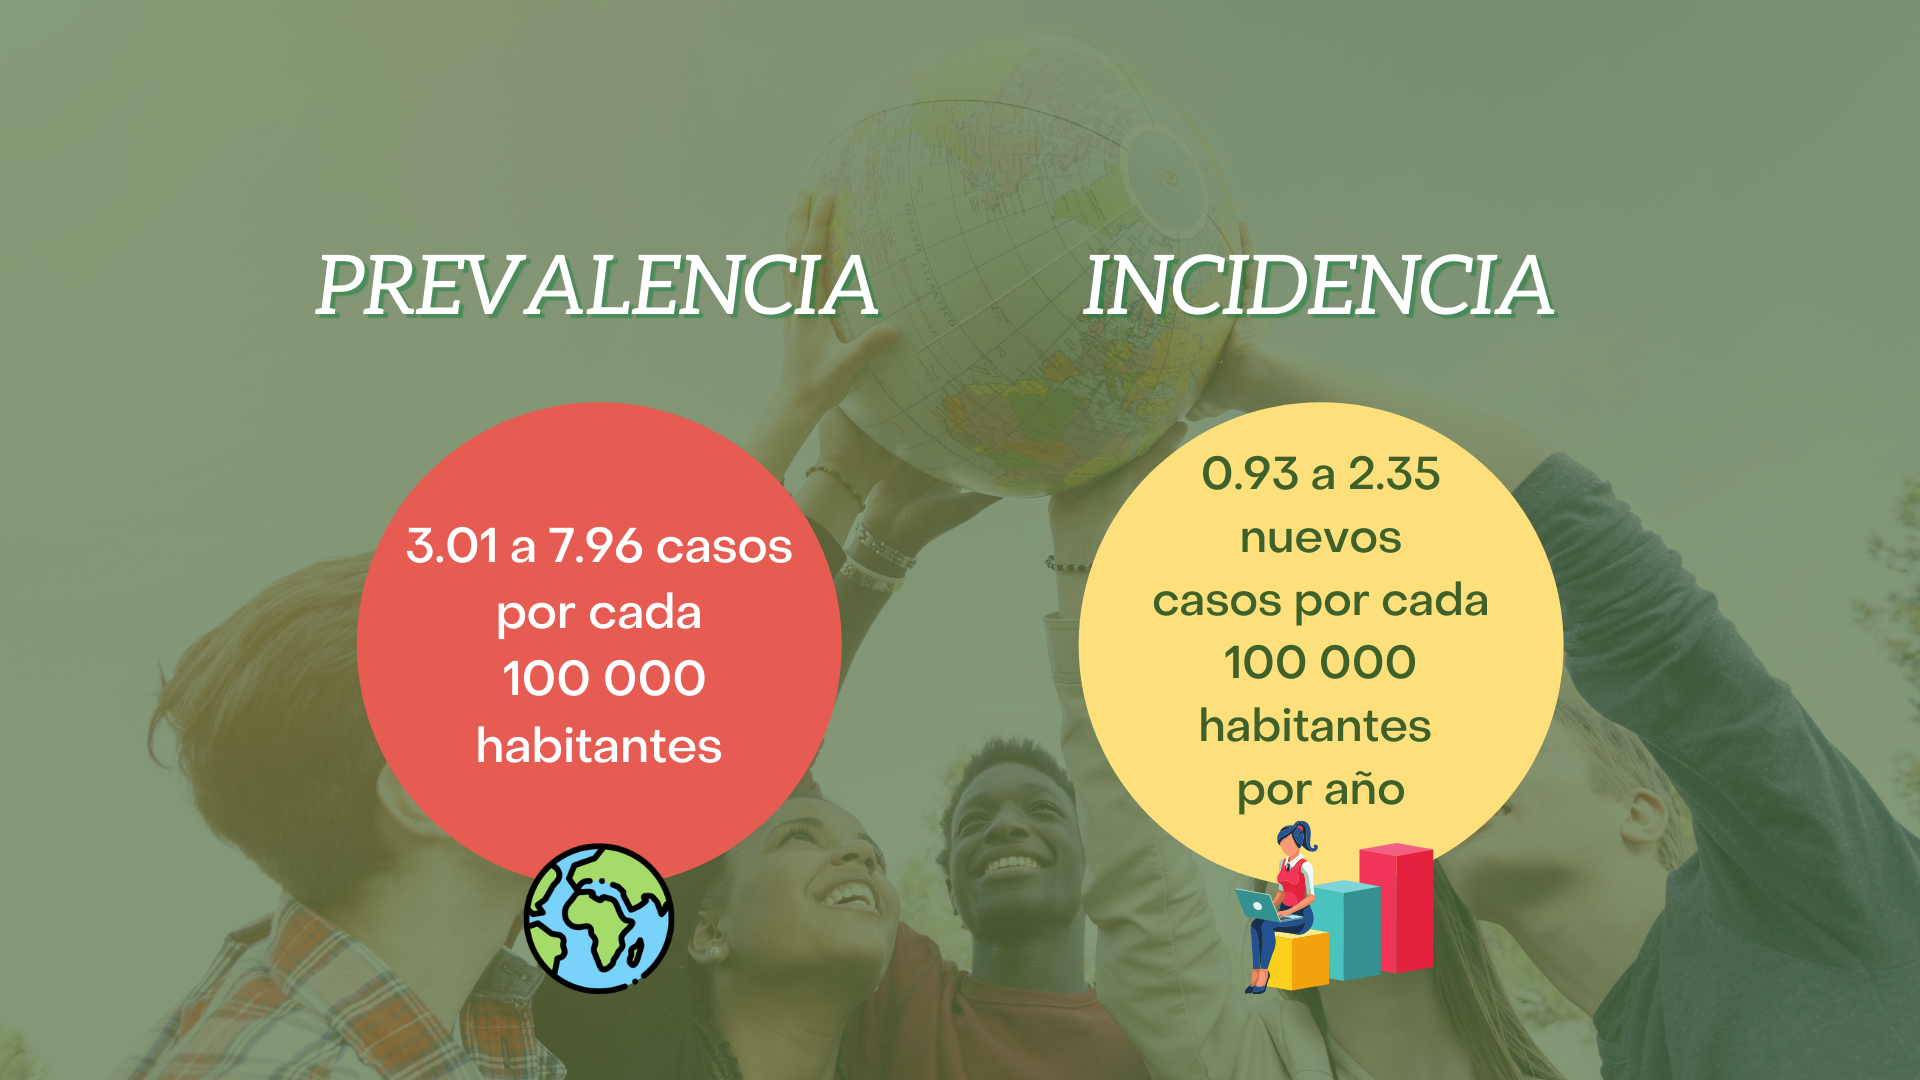 PREVALENCIA
3.01 a 7.96 casos
por cada
100 000
habitantes
INCIDENCIA
0.93 a 2.35
nuevos
casos por cada
100 000
habitantes
por año